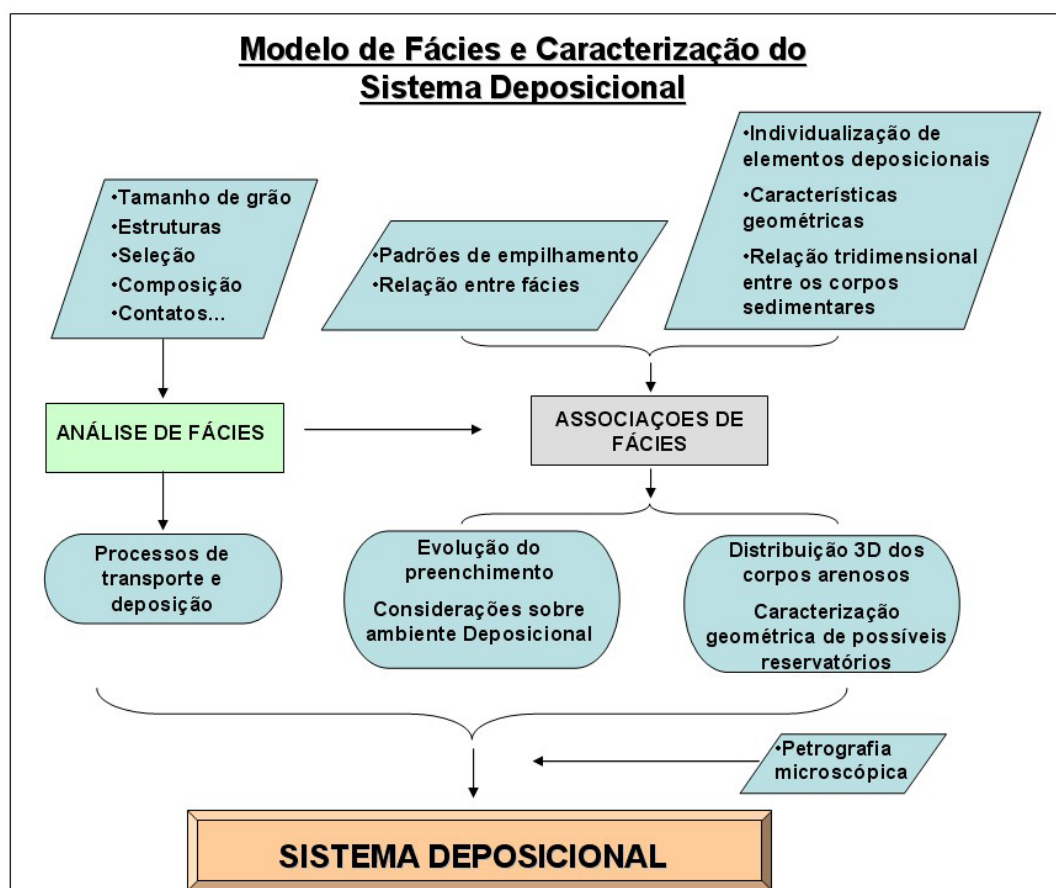 Modelo de Fácies e Caracterização do
Sistema Deposicional
•Tamanho de grão
•Estruturas
•Seleção
•Composição
•Contatos...
•Padrões de empilhamento
•Relação entre fácies
•Individualização de
elementos deposicionais
•Características
geométricas
•Relação tridimensional
entre os corpos
sedimentares
ANÁLISE DE FÁCIES
ASSOCIAÇOES DE
FÁCIES
Processos de
transporte e
deposição
Evolução do
preenchimento
Considerações sobre
ambiente Deposicional
Distribuição 3D dos
corpos arenosos
Caracterização
geométrica de possíveis
reservatórios
•Petrografia
microscópica
SISTEMA DEPOSICIONAL